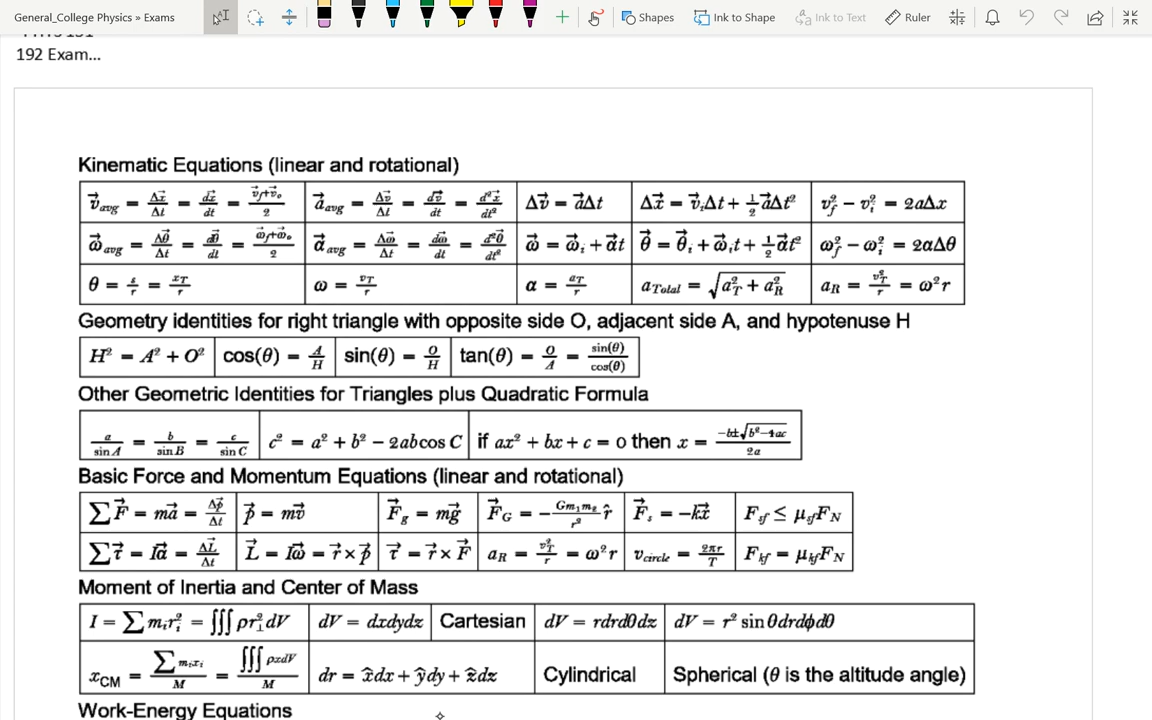 General_College Physics » Exams
Shapes
Ink to Shape
Ink to Text
Ruler
192 Exam...
Kinematic Equations (linear and rotational)
v⃗avg = Δx⃗/Δt = dx⃗/dt = (v⃗f+v⃗o)/2 a⃗avg = Δv⃗/Δt = dv⃗/dt = d²x⃗/dt² Δv⃗ = a⃗Δt Δx⃗ = v⃗iΔt + ½a⃗Δt² vf² − vi² = 2aΔx
ω⃗avg = Δθ⃗/Δt = dθ⃗/dt = (ω⃗f+ω⃗o)/2 α⃗avg = Δω⃗/Δt = dω⃗/dt = d²θ⃗/dt² ω⃗ = ω⃗i + α⃗t θ⃗ = θ⃗i + ω⃗it + ½α⃗t² ωf² − ωi² = 2αΔθ
θ = s/r = xT/r ω = vT/r α = aT/r aTotal = √(aT² + aR²) aR = vT²/r = ω²r
Geometry identities for right triangle with opposite side O, adjacent side A, and hypotenuse H
H² = A² + O² cos(θ) = A/H sin(θ) = O/H tan(θ) = O/A = sin(θ)/cos(θ)
Other Geometric Identities for Triangles plus Quadratic Formula
a/sin A = b/sin B = c/sin C c² = a² + b² − 2ab cos C if ax² + bx + c = 0 then x = (−b±√(b²−4ac))/2a
Basic Force and Momentum Equations (linear and rotational)
∑F⃗ = ma⃗ = Δp⃗/Δt p⃗ = mv⃗ F⃗g = mg⃗ F⃗G = −(Gm₁m₂/r²)r̂ F⃗s = −kx⃗ Fsf ≤ μsfFN
∑τ⃗ = Iα⃗ = ΔL⃗/Δt L⃗ = Iω⃗ = r⃗ × p⃗ τ⃗ = r⃗ × F⃗ aR = vT²/r = ω²r vcircle = 2πr/T Fkf = μkfFN
Moment of Inertia and Center of Mass
I = ∑miri² = ∭ρr⊥²dV dV = dxdydz Cartesian dV = rdrdθdz dV = r² sin θdrdϕdθ
xCM = ∑mixi/M = ∭ρxdV/M dr = x̂dx + ŷdy + ẑdz Cylindrical Spherical (θ is the altitude angle)
Work-Energy Equations